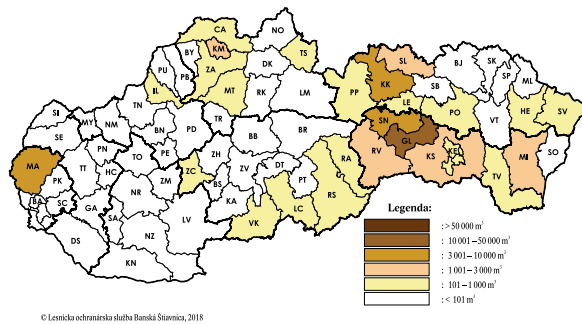 CA
NO
KM
TS
BY
PU
PB
ZA
DK
IL
MT
RK
LM
SL
KK
PP
LE
SB
BJ
SK
SP
ML
PO
VT
HE
SV
SI
MY
NM
TN
SE
BN
PD
TR
BB
BR
SN
GL
RV
KS
KE
MI
SO
TV
MA
PN
TO
PE
ZH
DT
RA
PK
TT
HC
ZM
ZC
BS
ZV
PT
BA
SC
GA
SA
NR
KA
LC
RS
VK
LV
DS
NZ
KN
Legenda:
: > 50 000 m³
: 10 001 – 50 000 m³
: 3 001 – 10 000 m³
: 1 001 – 3 000 m³
: 101 – 1 000 m³
: < 101 m³
© Lesnícka ochranárska služba Banská Štiavnica, 2018